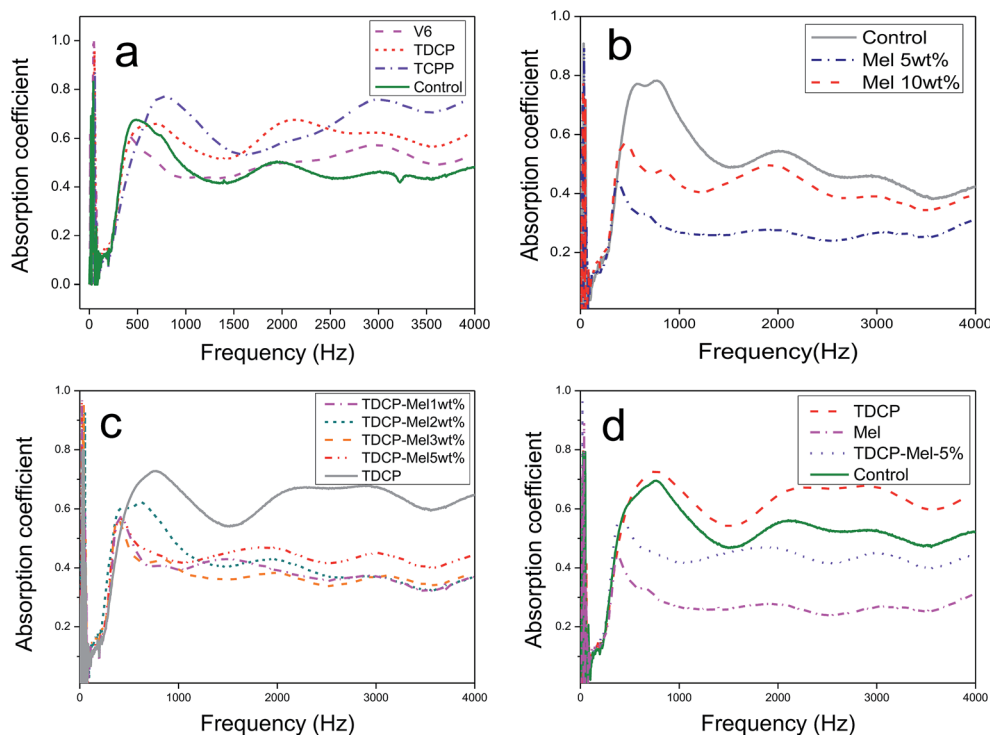 a
V6
TDCP
TCPP
Control
1.0
0.8
0.6
0.4
0.2
0.0
Absorption coefficient
0 500 1000 1500 2000 2500 3000 3500 4000
Frequency (Hz)
b
Control
Mel 5wt%
Mel 10wt%
1.0
0.8
0.6
0.4
0.2
Absorption coefficient
0 1000 2000 3000 4000
Frequency(Hz)
c
TDCP-Mel1wt%
TDCP-Mel2wt%
TDCP-Mel3wt%
TDCP-Mel5wt%
TDCP
1.0
0.8
0.6
0.4
0.2
Absorption coefficient
0 1000 2000 3000 4000
Frequency (Hz)
d
TDCP
Mel
TDCP-Mel-5%
Control
1.0
0.8
0.6
0.4
0.2
Absorption coefficient
0 1000 2000 3000 4000
Frequency (Hz)